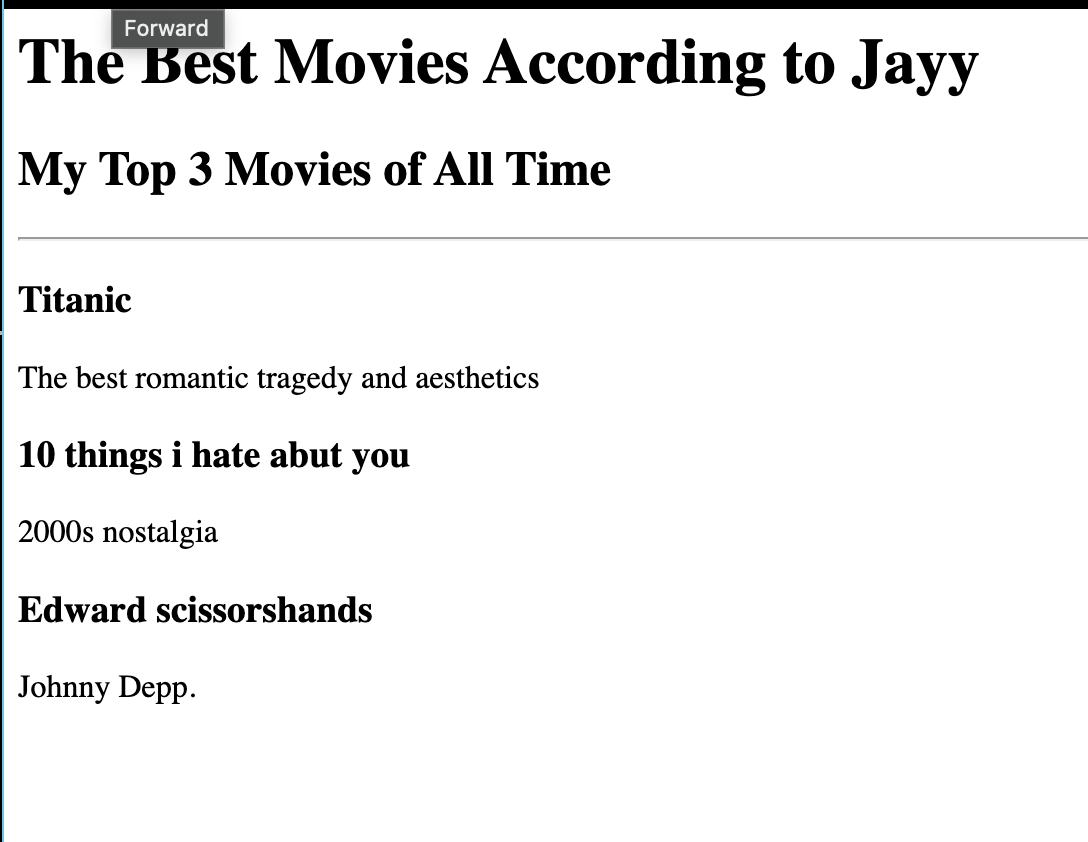 Forward
The Best Movies According to Jayy
My Top 3 Movies of All Time
Titanic
The best romantic tragedy and aesthetics
10 things i hate abut you
2000s nostalgia
Edward scissorshands
Johnny Depp.